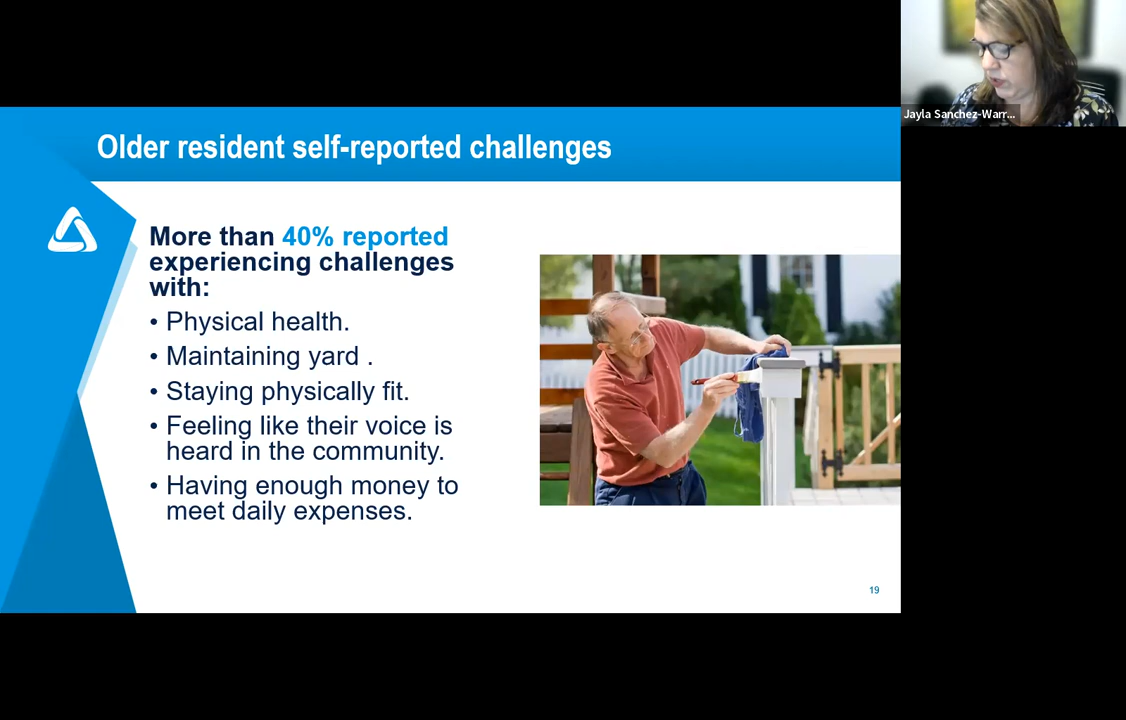 Jayla Sanchez-Warr...
Older resident self-reported challenges
More than 40% reported
experiencing challenges
with:
• Physical health.
• Maintaining yard .
• Staying physically fit.
• Feeling like their voice is
heard in the community.
• Having enough money to
meet daily expenses.
19